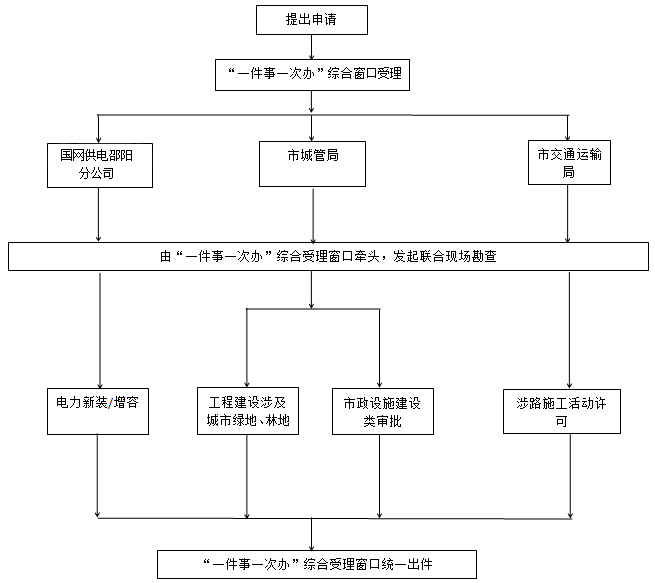 提出申请
“一件事一次办”综合窗口受理
国网供电邵阳
分公司
市城管局
市交通运输
局
由“一件事一次办”综合受理窗口牵头，发起联合现场勘查
电力新装/增容
工程建设涉及
城市绿地、林地
市政设施建设
类审批
涉路施工活动许
可
“一件事一次办”综合受理窗口统一出件